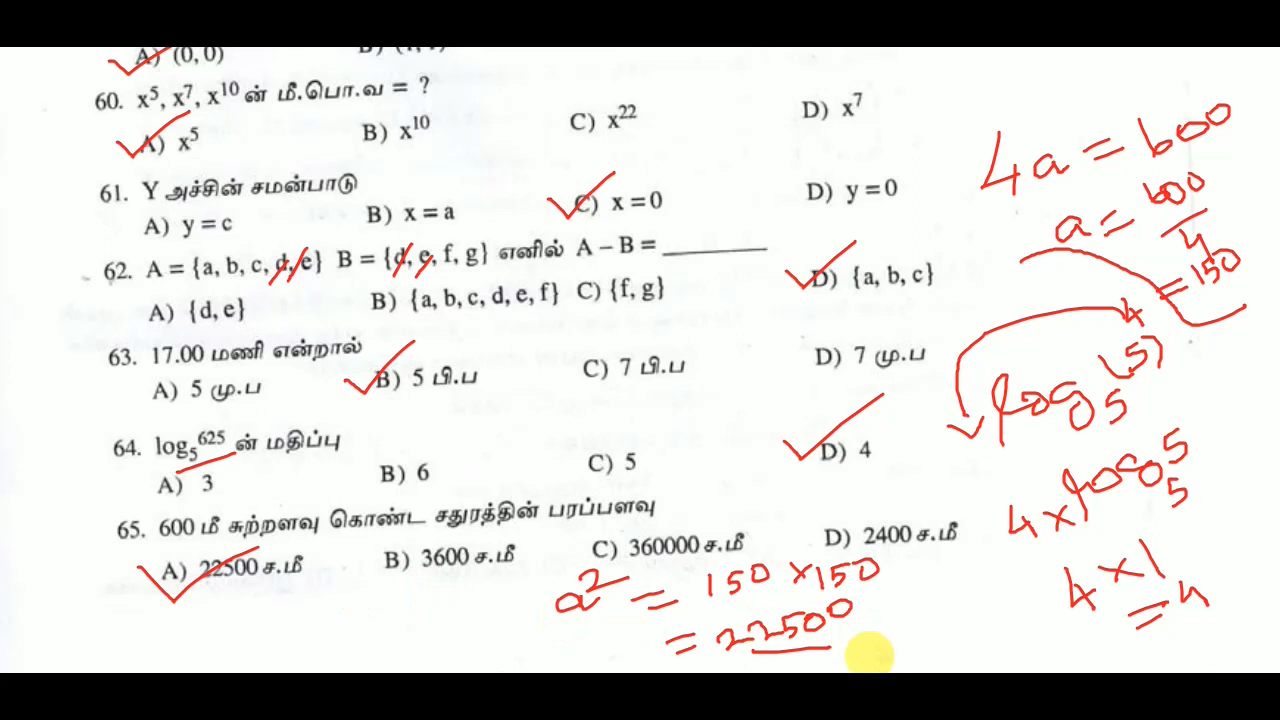 A) (0, 0)
60. x⁵, x⁷, x¹⁰ ன் மீ.பொ.வ = ?
A) x⁵ B) x¹⁰ C) x²² D) x⁷
61. Y அச்சின் சமன்பாடு
A) y = c B) x = a C) x = 0 D) y = 0
62. A = {a, b, c, d, e} B = {d, e, f, g} எனில் A – B = ________
A) {d, e} B) {a, b, c, d, e, f} C) {f, g} D) {a, b, c}
63. 17.00 மணி என்றால்
A) 5 மு.ப B) 5 பி.ப C) 7 பி.ப D) 7 மு.ப
64. log₅⁶²⁵ ன் மதிப்பு
A) 3 B) 6 C) 5 D) 4
65. 600 மீ சுற்றளவு கொண்ட சதுரத்தின் பரப்பளவு
A) 22500 ச.மீ B) 3600 ச.மீ C) 360000 ச.மீ D) 2400 ச.மீ
a² = 150 × 150
= 22500
4a = 600
a = 600/4
= 150
log₅(5)⁴
4 × log₅⁵
4 × 1
= 4